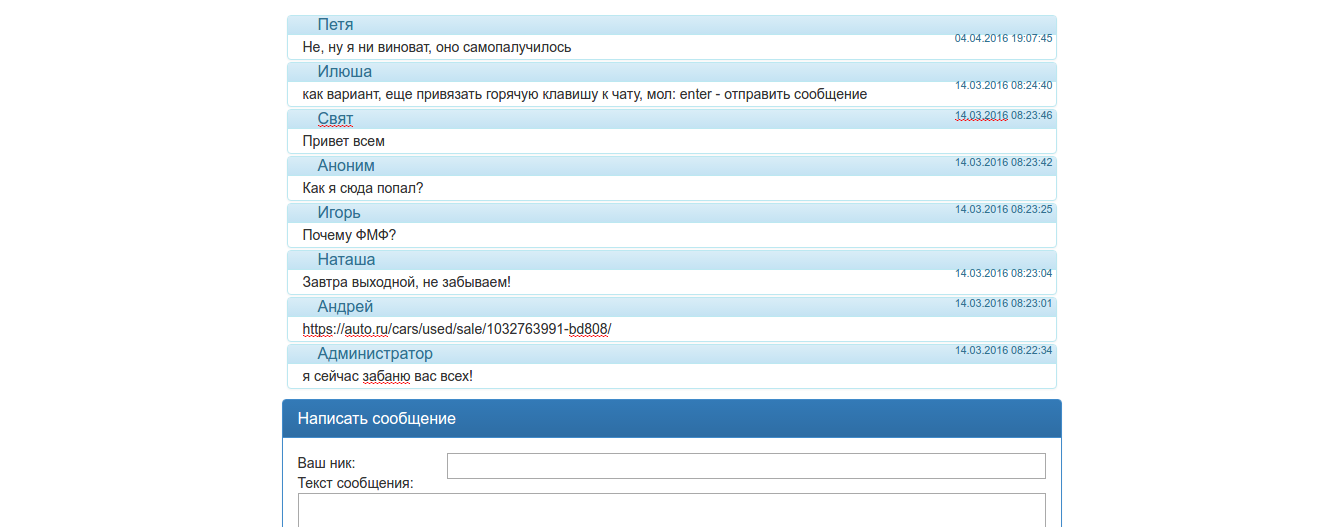 Петя
04.04.2016 19:07:45
Не, ну я ни виноват, оно самопалучилось
Илюша
14.03.2016 08:24:40
как вариант, еще привязать горячую клавишу к чату, мол: enter - отправить сообщение
Свят
14.03.2016 08:23:46
Привет всем
Аноним
14.03.2016 08:23:42
Как я сюда попал?
Игорь
14.03.2016 08:23:25
Почему ФМФ?
Наташа
14.03.2016 08:23:04
Завтра выходной, не забываем!
Андрей
14.03.2016 08:23:01
https://auto.ru/cars/used/sale/1032763991-bd808/
Администратор
14.03.2016 08:22:34
я сейчас забаню вас всех!
Написать сообщение
Ваш ник:
Текст сообщения: